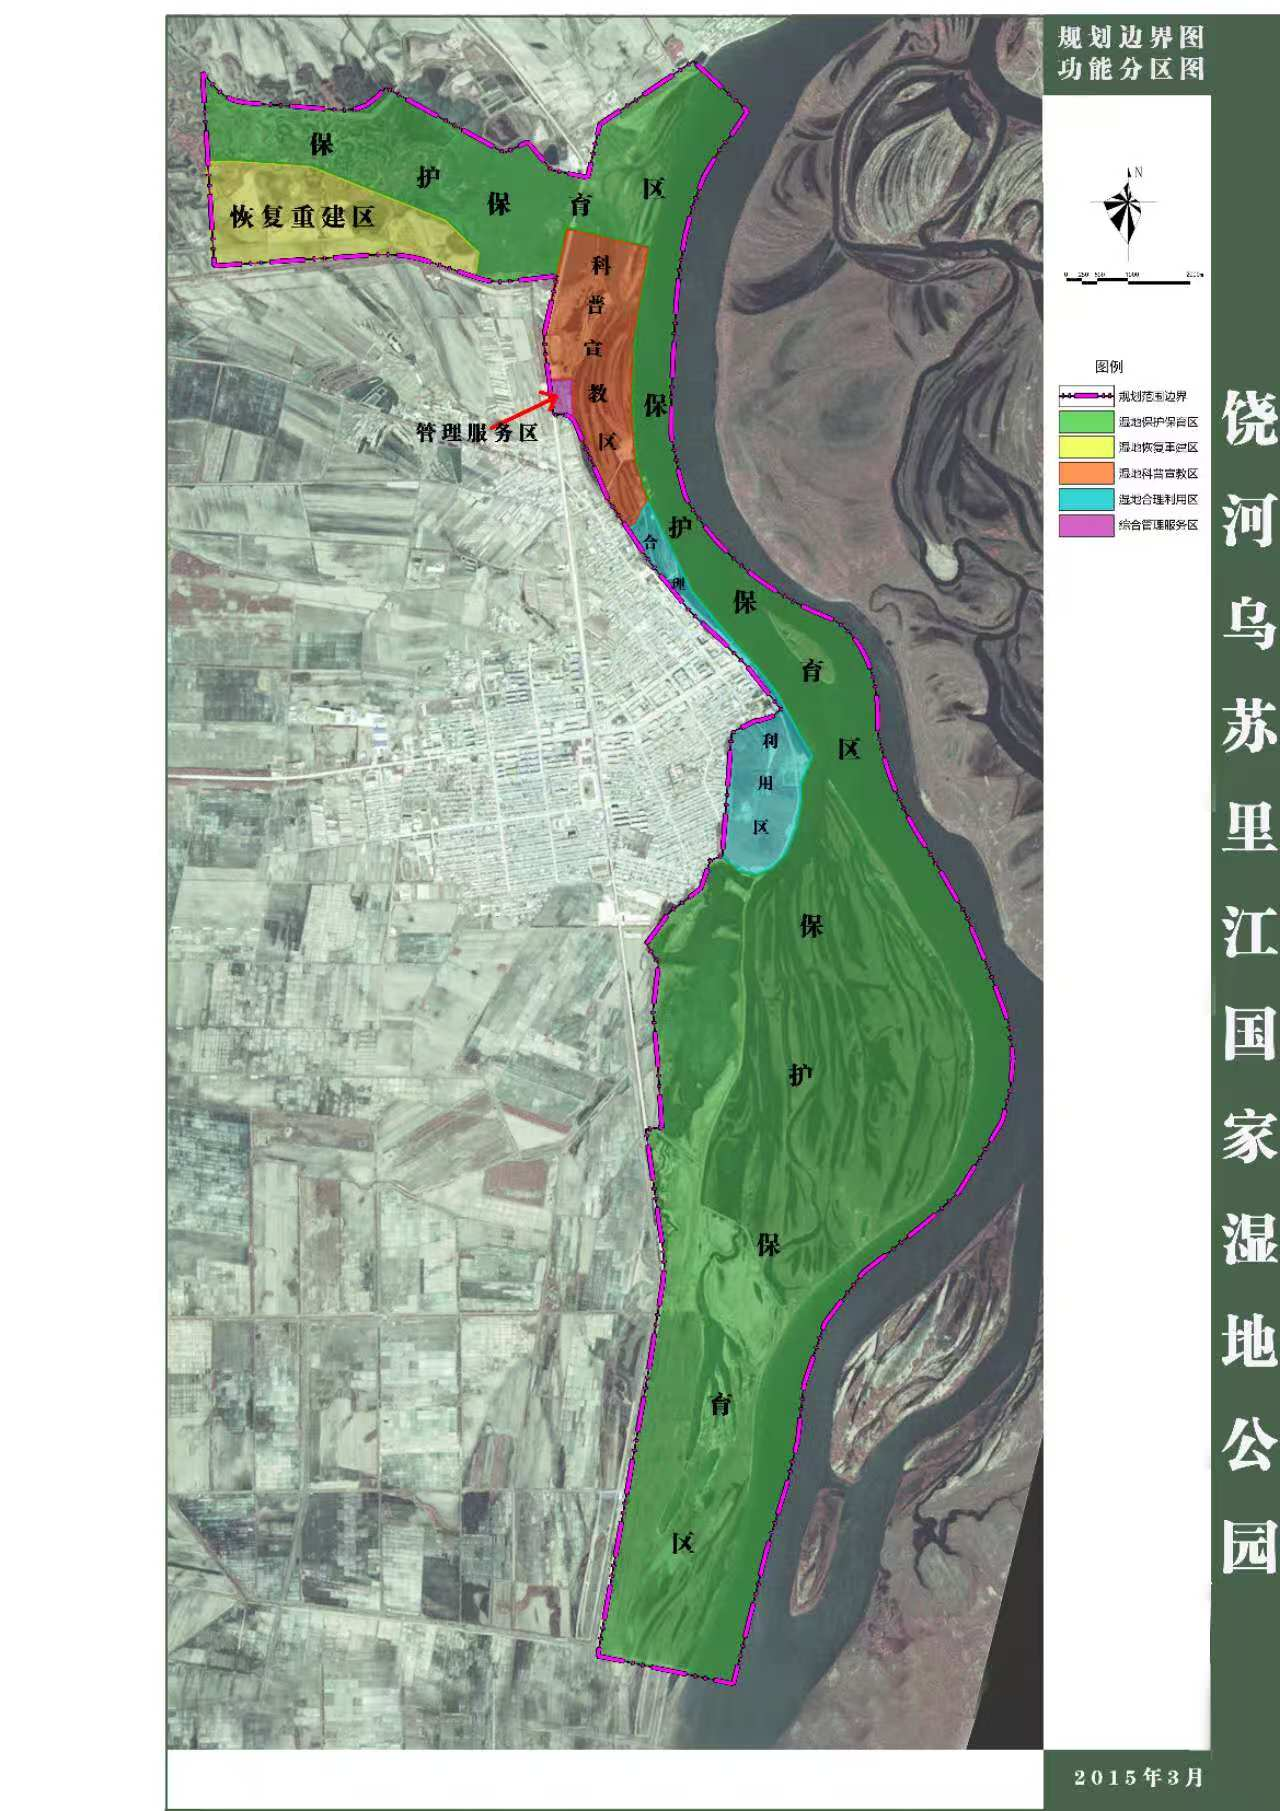 规划边界图
功能分区图
N
0 250 500 1000 2000m
图例
规划范围边界
湿地保护保育区
湿地恢复重建区
湿地科普宣教区
湿地合理利用区
综合管理服务区
饶河乌苏里江国家湿地公园
保护保育区
恢复重建区
科普宣教区
管理服务区
保护保育区
合理利用区
保护保育区
2015年3月